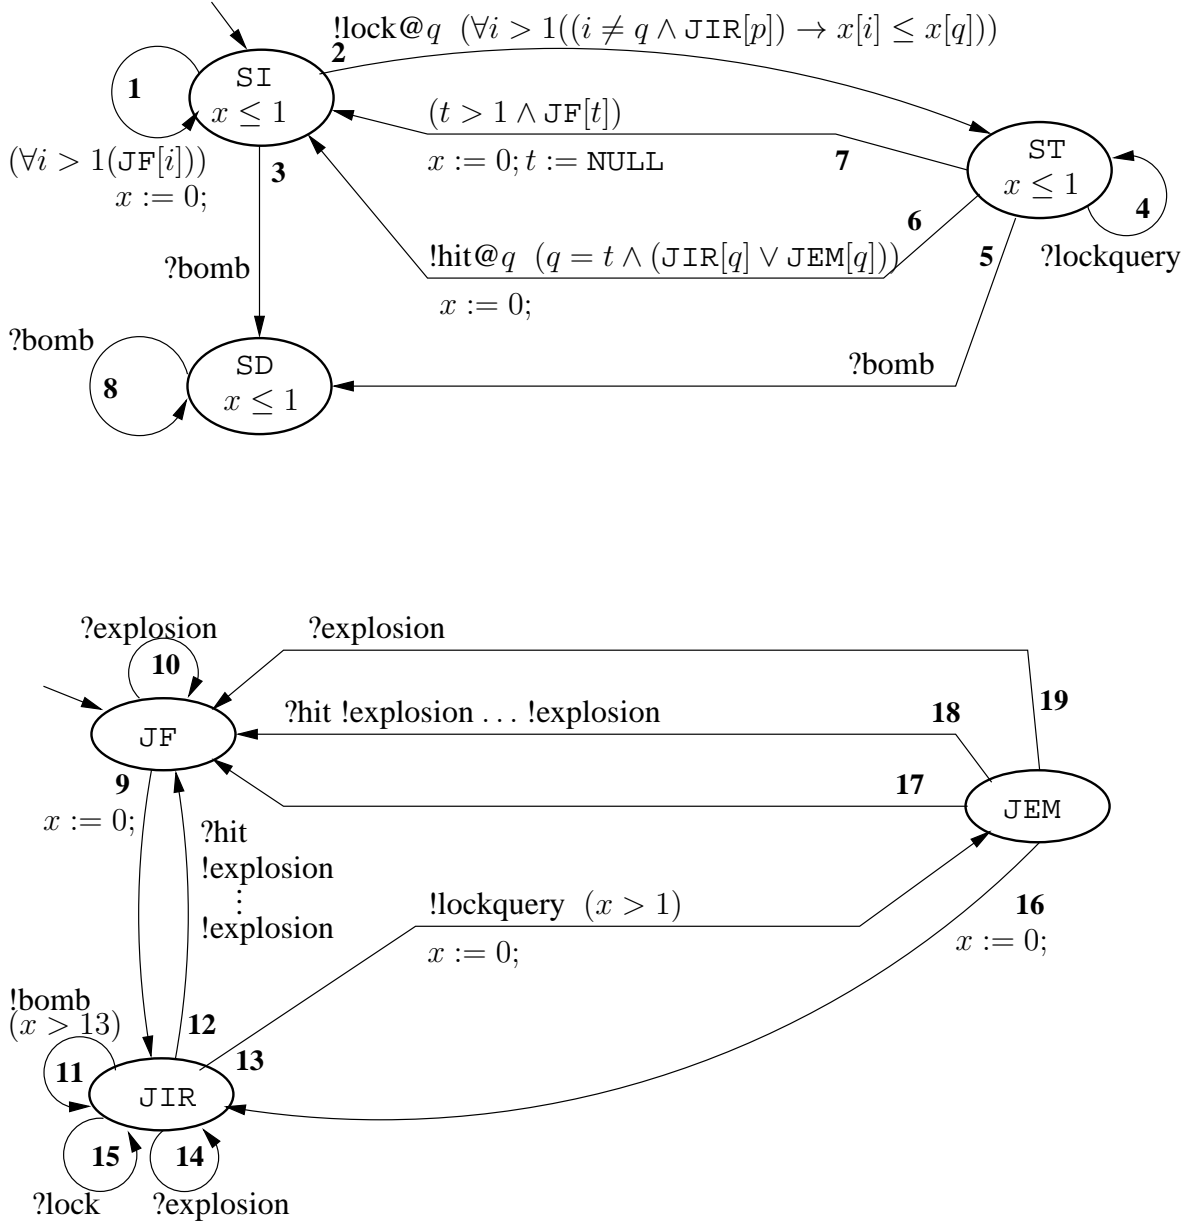 !lock@q (∀i > 1((i ≠ q ∧ JIR[p]) → x[i] ≤ x[q]))
2
SI
x ≤ 1
1
(∀i > 1(JF[i]))
x := 0;
3
(t > 1 ∧ JF[t])
x := 0; t := NULL
7
ST
x ≤ 1
4
?lockquery
6
!hit@q (q = t ∧ (JIR[q] ∨ JEM[q]))
x := 0;
5
?bomb
?bomb
8
SD
x ≤ 1
?bomb
?explosion
10
?explosion
JF
?hit !explosion . . . !explosion
18
19
9
x := 0;
17
JEM
?hit
!explosion
⋮
!explosion
!lockquery (x > 1)
x := 0;
16
x := 0;
!bomb
(x > 13)
12
11
13
JIR
15
14
?lock
?explosion